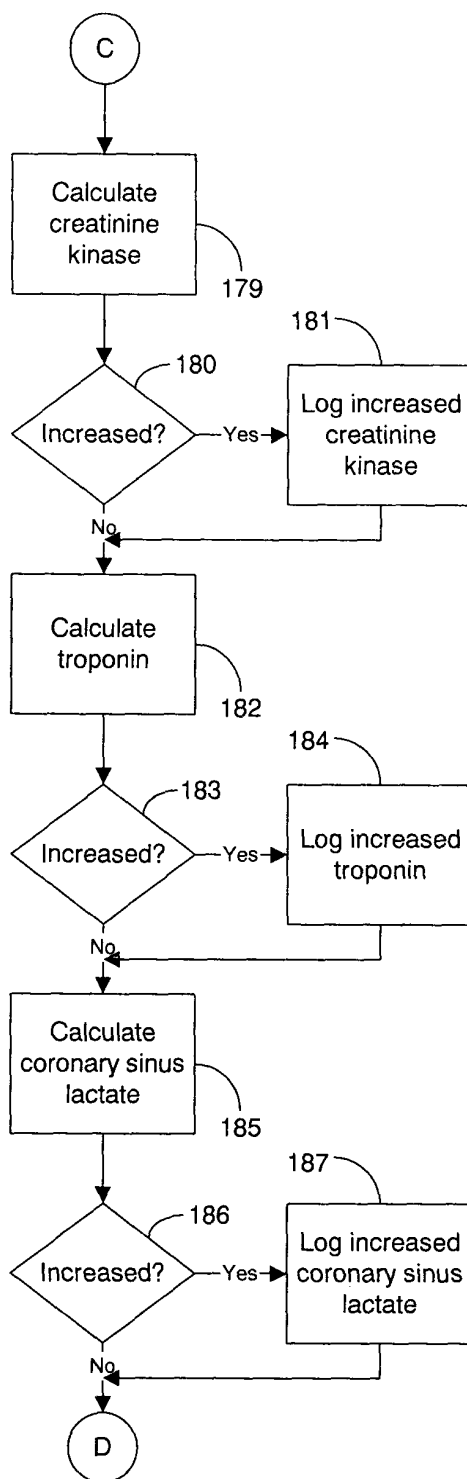 C
Calculate
creatinine
kinase
179
180
181
Increased?
Yes
Log increased
creatinine
kinase
No
Calculate
troponin
182
183
184
Increased?
Yes
Log increased
troponin
No
Calculate
coronary sinus
lactate
185
186
187
Increased?
Yes
Log increased
coronary sinus
lactate
No
D